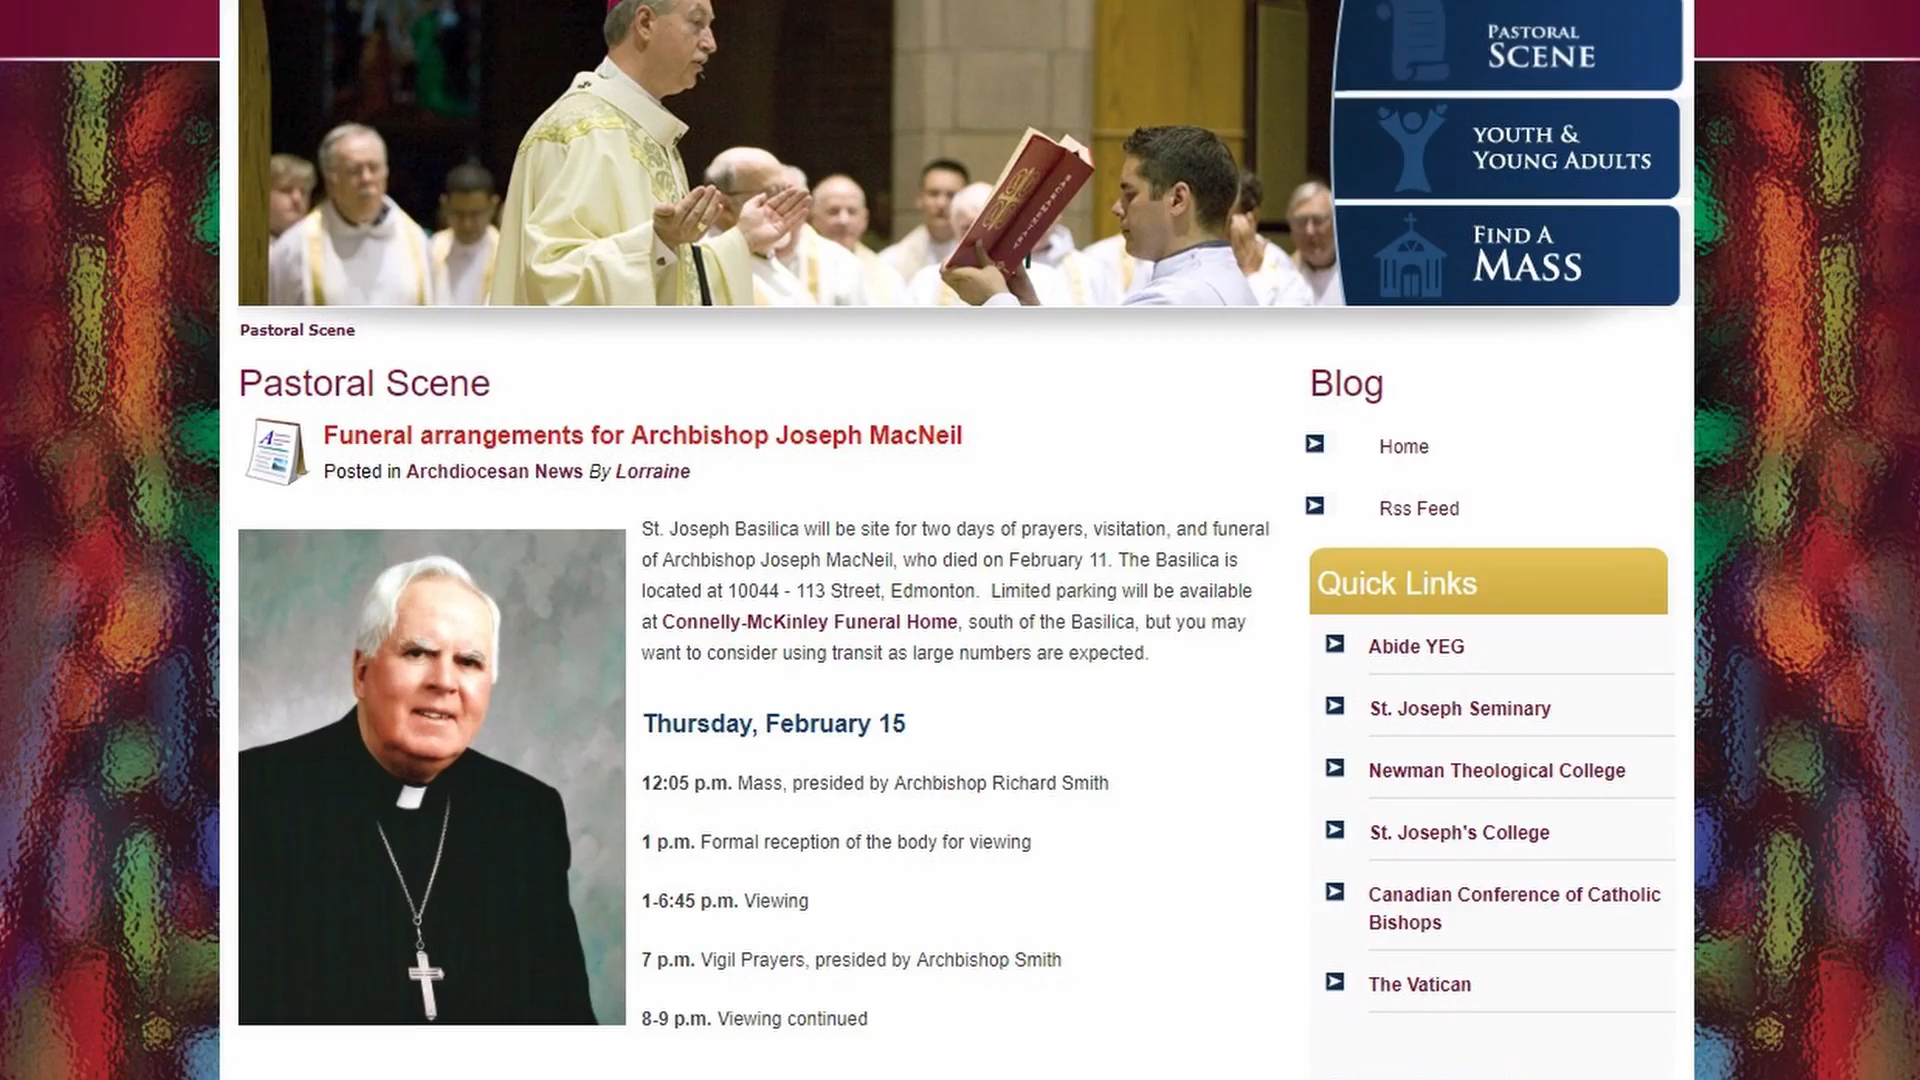 PASTORAL
SCENE
YOUTH &
YOUNG ADULTS
FIND A
MASS
Pastoral Scene
Pastoral Scene
Funeral arrangements for Archbishop Joseph MacNeil
Posted in Archdiocesan News By Lorraine
St. Joseph Basilica will be site for two days of prayers, visitation, and funeral
of Archbishop Joseph MacNeil, who died on February 11. The Basilica is
located at 10044 - 113 Street, Edmonton. Limited parking will be available
at Connelly-McKinley Funeral Home, south of the Basilica, but you may
want to consider using transit as large numbers are expected.
Thursday, February 15
12:05 p.m. Mass, presided by Archbishop Richard Smith
1 p.m. Formal reception of the body for viewing
1-6:45 p.m. Viewing
7 p.m. Vigil Prayers, presided by Archbishop Smith
8-9 p.m. Viewing continued
Blog
Home
Rss Feed
Quick Links
Abide YEG
St. Joseph Seminary
Newman Theological College
St. Joseph's College
Canadian Conference of Catholic
Bishops
The Vatican